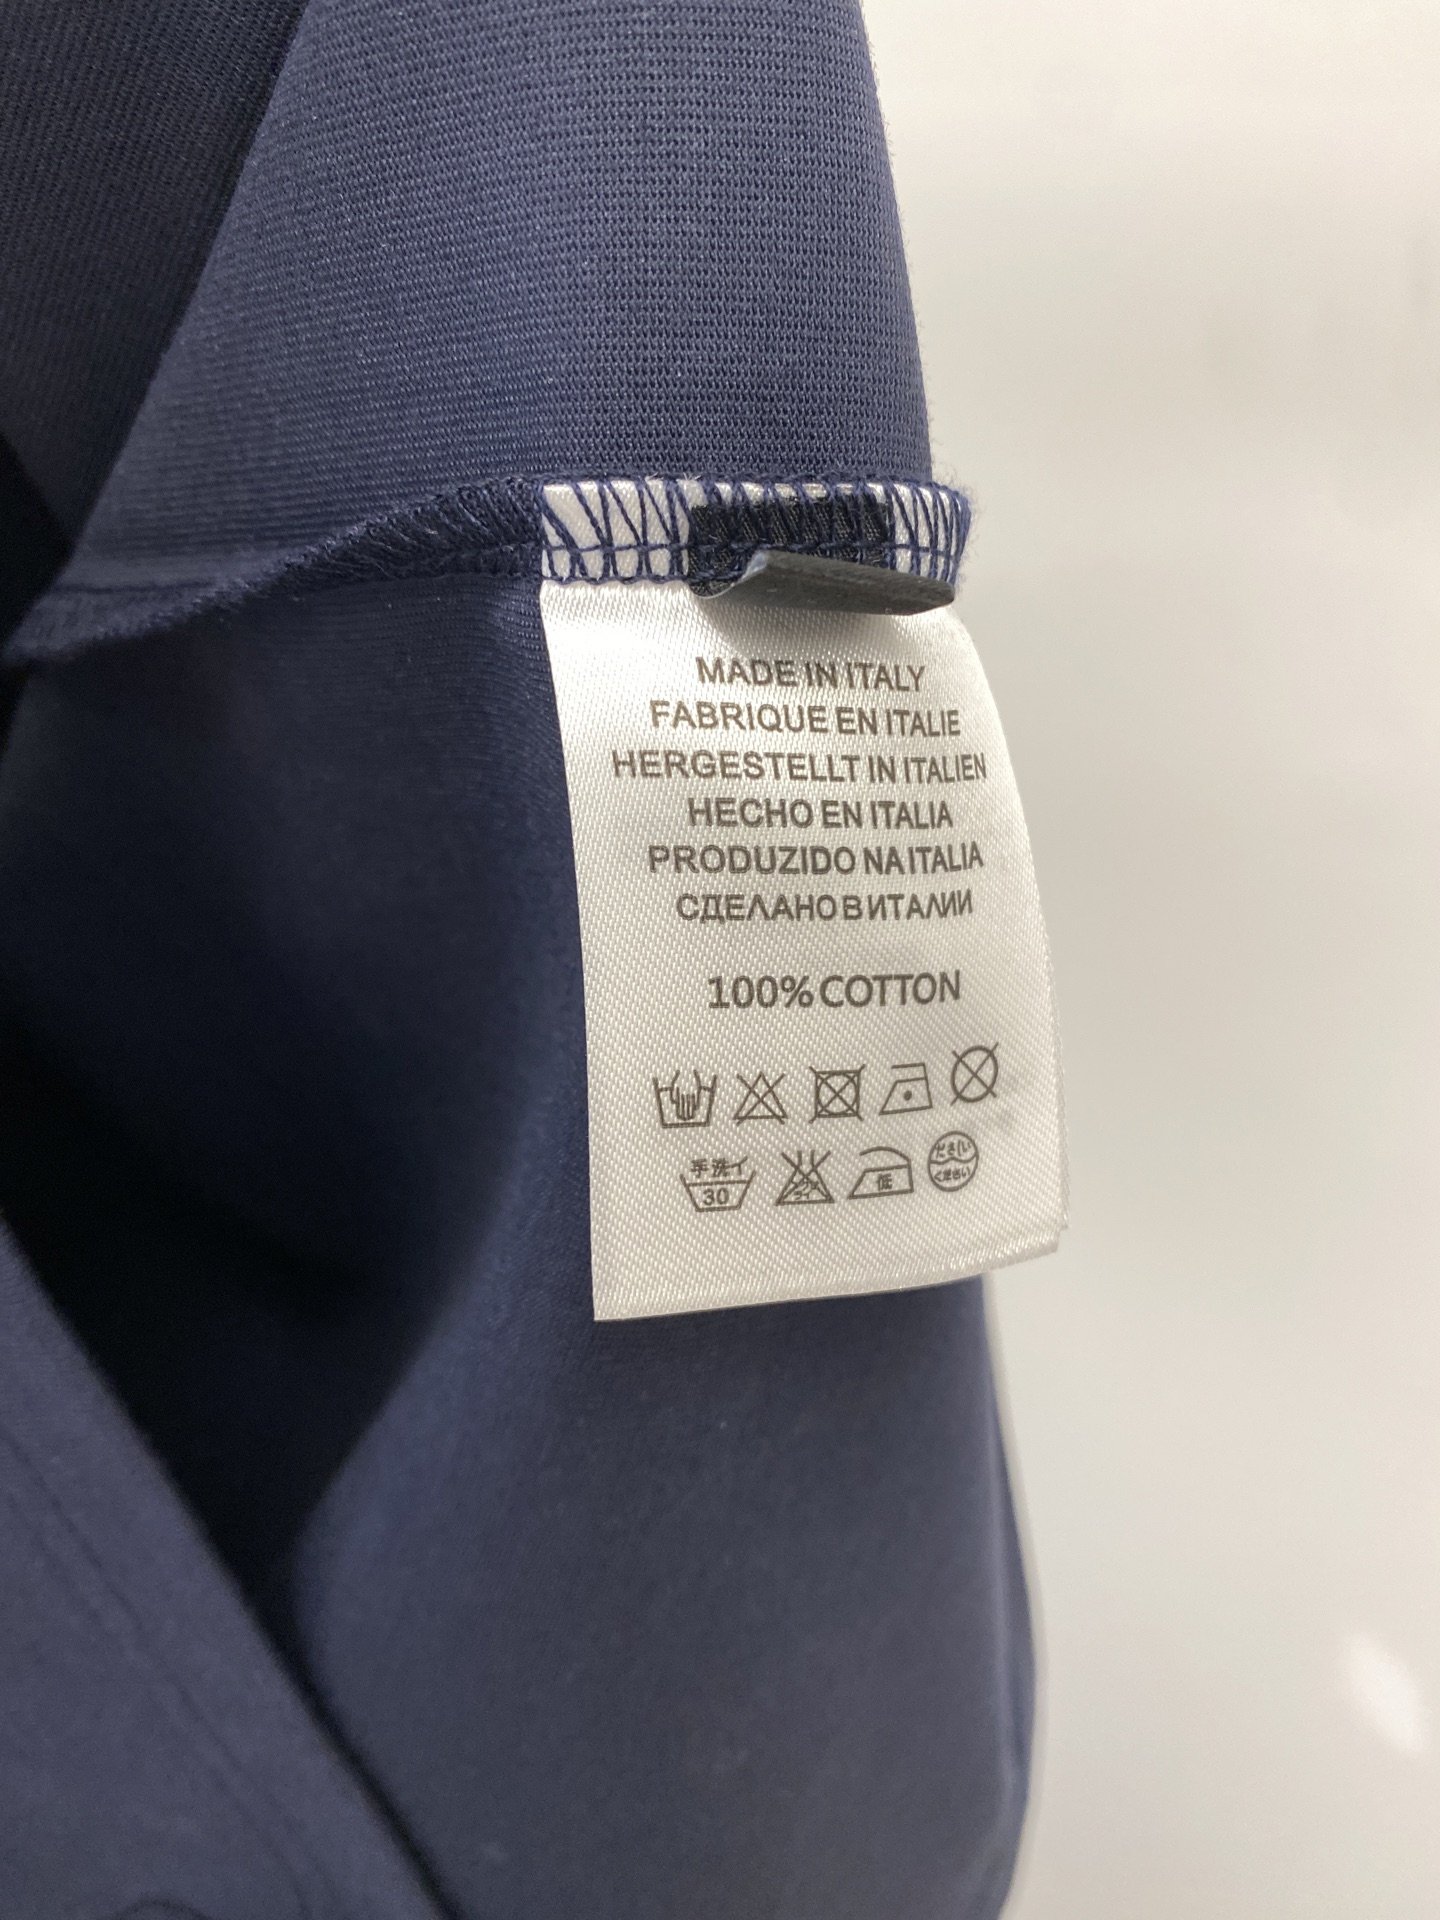 MADE IN ITALY
FABRIQUE EN ITALIE
HERGESTELLT IN ITALIEN
HECHO EN ITALIA
PRODUZIDO NA ITALIA
СДЕЛАНО В ИТАЛИИ
100% COTTON
手洗イ
30
低